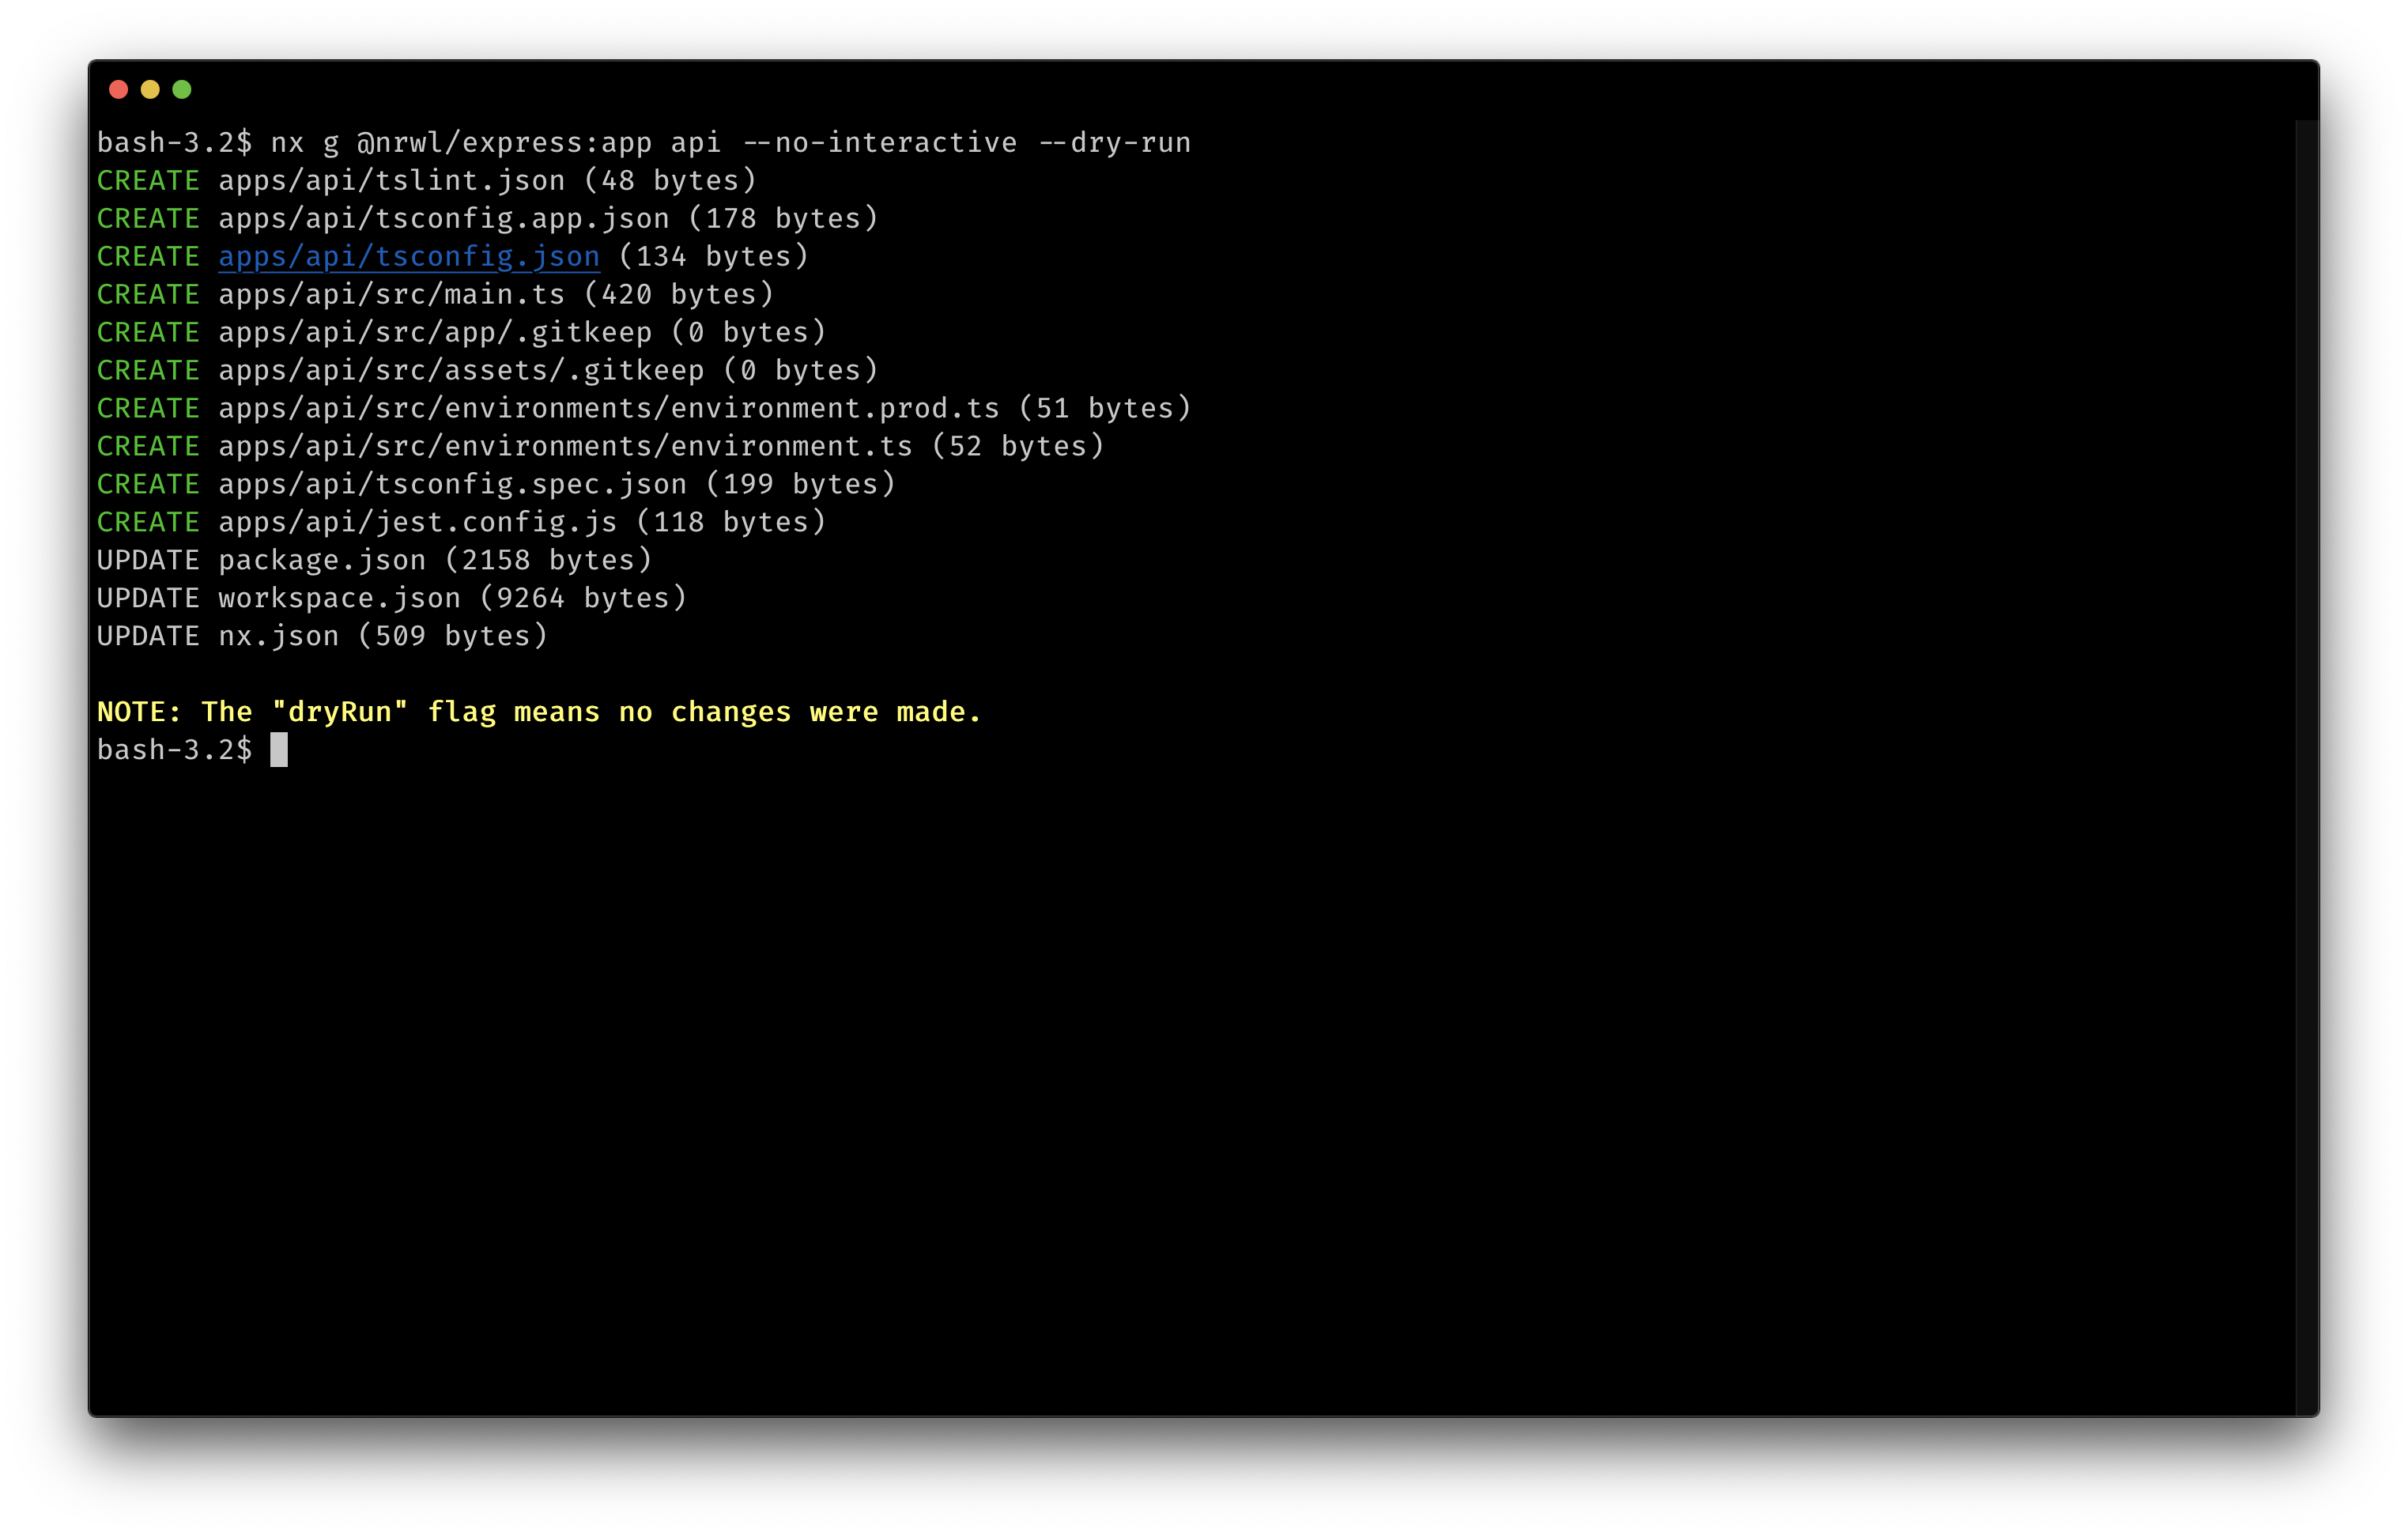 bash-3.2$ nx g @nrwl/express:app api --no-interactive --dry-run
CREATE apps/api/tslint.json (48 bytes)
CREATE apps/api/tsconfig.app.json (178 bytes)
CREATE apps/api/tsconfig.json (134 bytes)
CREATE apps/api/src/main.ts (420 bytes)
CREATE apps/api/src/app/.gitkeep (0 bytes)
CREATE apps/api/src/assets/.gitkeep (0 bytes)
CREATE apps/api/src/environments/environment.prod.ts (51 bytes)
CREATE apps/api/src/environments/environment.ts (52 bytes)
CREATE apps/api/tsconfig.spec.json (199 bytes)
CREATE apps/api/jest.config.js (118 bytes)
UPDATE package.json (2158 bytes)
UPDATE workspace.json (9264 bytes)
UPDATE nx.json (509 bytes)
NOTE: The "dryRun" flag means no changes were made.
bash-3.2$